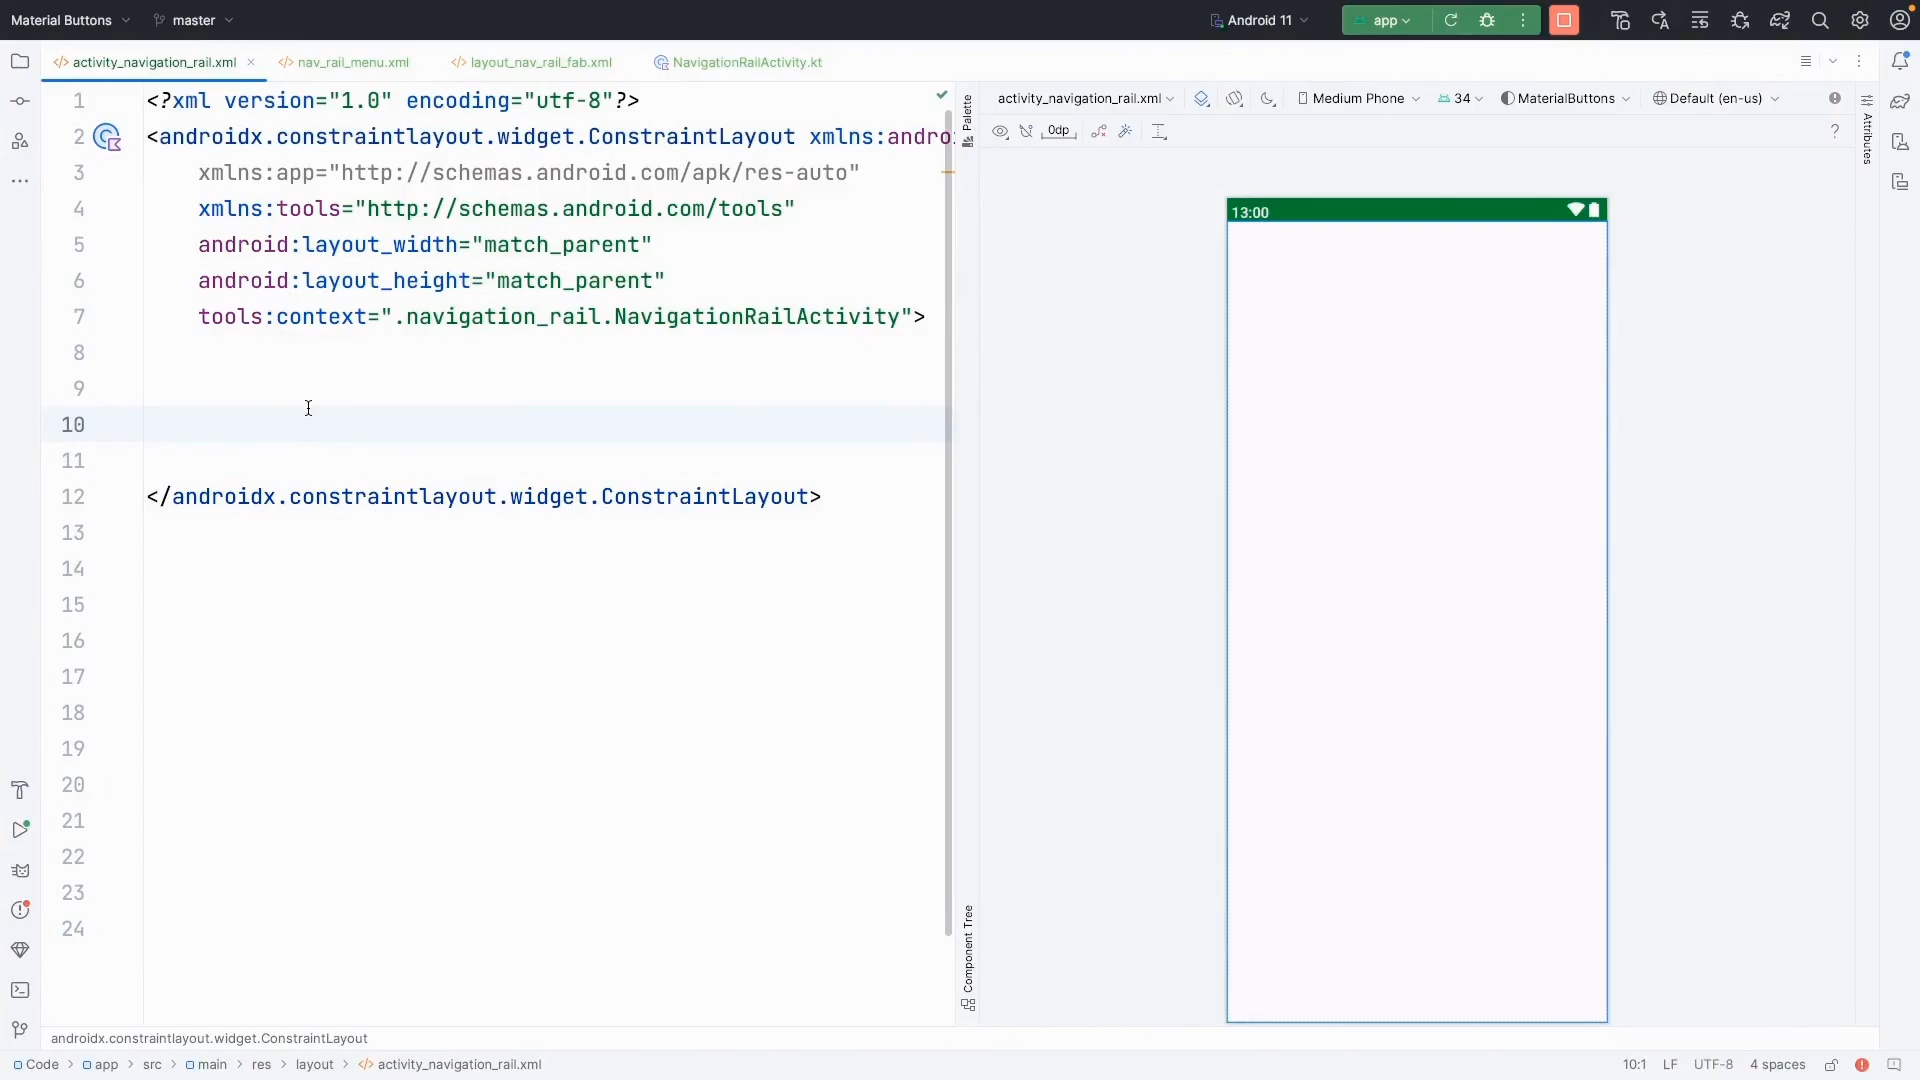 Material Buttons master Android 11 app
activity_navigation_rail.xml nav_rail_menu.xml layout_nav_rail_fab.xml NavigationRailActivity.kt
1 <?xml version="1.0" encoding="utf-8"?>
2 <androidx.constraintlayout.widget.ConstraintLayout xmlns:andro
3 xmlns:app="http://schemas.android.com/apk/res-auto"
4 xmlns:tools="http://schemas.android.com/tools"
5 android:layout_width="match_parent"
6 android:layout_height="match_parent"
7 tools:context=".navigation_rail.NavigationRailActivity">
8
9
10
11
12 </androidx.constraintlayout.widget.ConstraintLayout>
13
14
15
16
17
18
19
20
21
22
23
24
Palette
Component Tree
activity_navigation_rail.xml Medium Phone 34 MaterialButtons Default (en-us)
0dp ?
Attributes
13:00
androidx.constraintlayout.widget.ConstraintLayout
Code > app > src > main > res > layout > activity_navigation_rail.xml 10:1 LF UTF-8 4 spaces